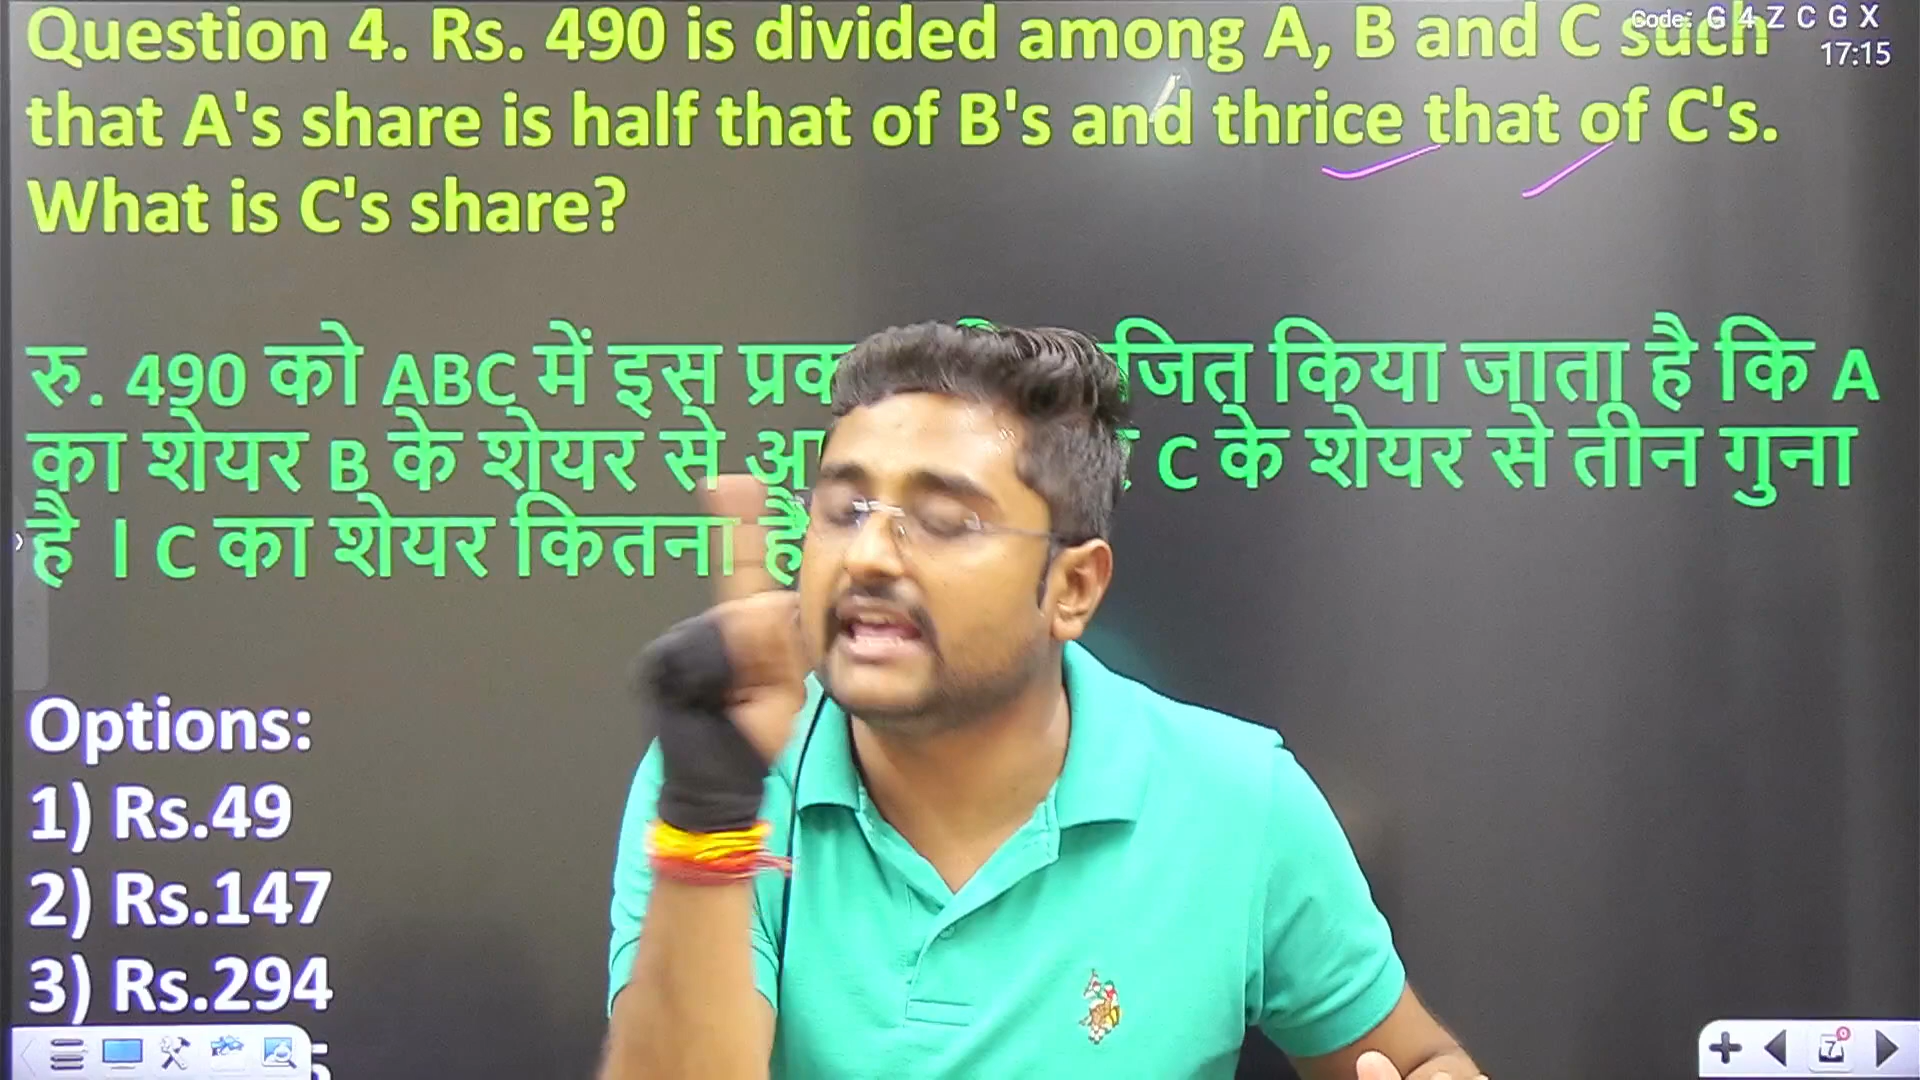 Question 4. Rs. 490 is divided among A, B and C such
Code: G 4 Z C G X
17:15
that A's share is half that of B's and thrice that of C's.
What is C's share?
रु. 490 को ABC में इस जित किया जाता है कि A
का शेयर B के शेयर से C के शेयर से तीन गुना
है । C का शेयर कितना है
Options:
1) Rs.49
2) Rs.147
3) Rs.294
7